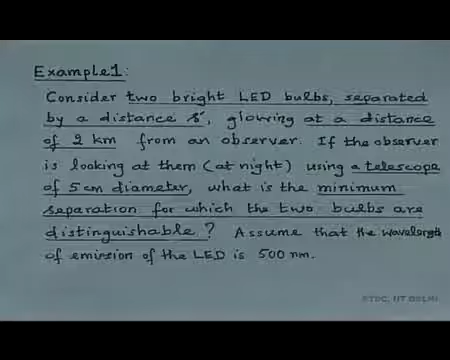 Example1:
Consider two bright LED bulbs, separated
by a distance 's', glowing at a distance
of 2 km from an observer. If the observer
is looking at them (at night) using a telescope
of 5 cm diameter, what is the minimum
separation for which the two bulbs are
distinguishable? Assume that the wavelength
of emission of the LED is 500 nm.
ETSC, IIT DELHI